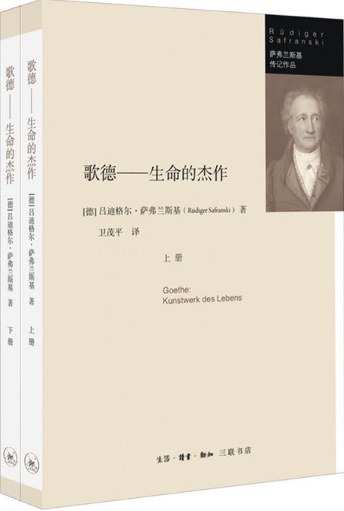 Rüdiger
Safranski
萨弗兰斯基
传记作品
歌德——生命的杰作
[德] 吕迪格尔·萨弗兰斯基（Rüdiger Safranski）著
卫茂平 译
上册
Goethe:
Kunstwerk des Lebens
生活·读书·新知 三联书店
歌德——生命的杰作
[德] 吕迪格尔·萨弗兰斯基 著
下册
歌德——生命的杰作
[德] 吕迪格尔·萨弗兰斯基 著
上册